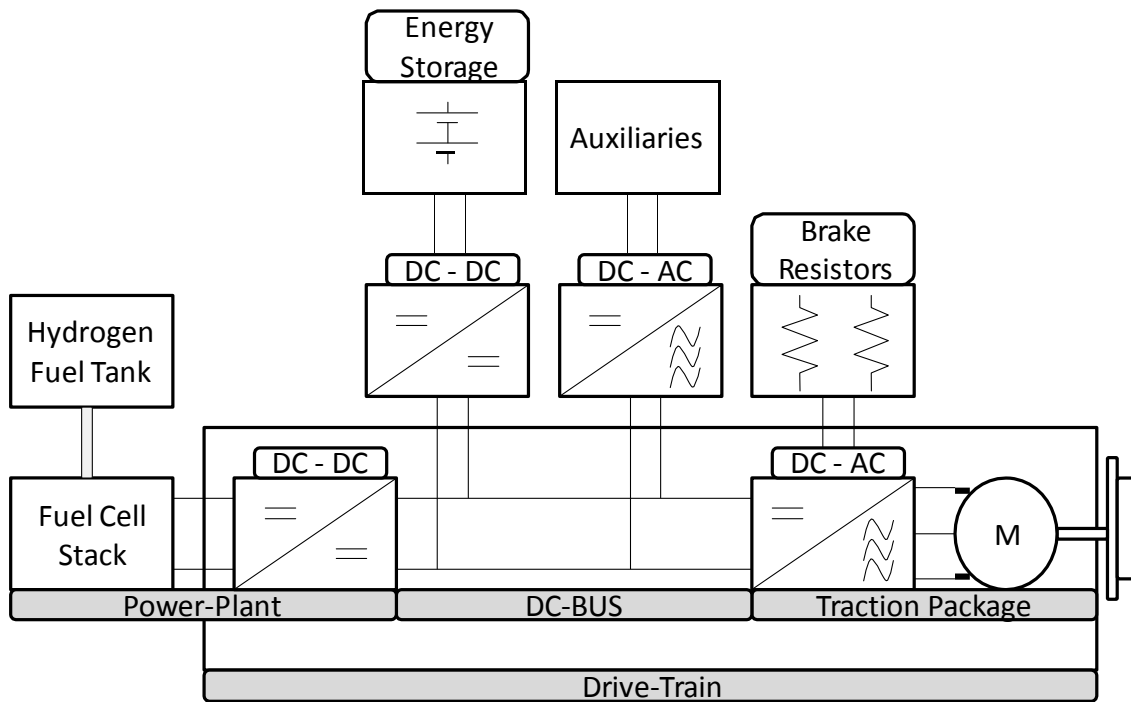 Energy
Storage
Auxiliaries
Brake
Resistors
DC - DC
DC - AC
Hydrogen
Fuel Tank
DC - DC
DC - AC
Fuel Cell
Stack
M
Power-Plant
DC-BUS
Traction Package
Drive-Train